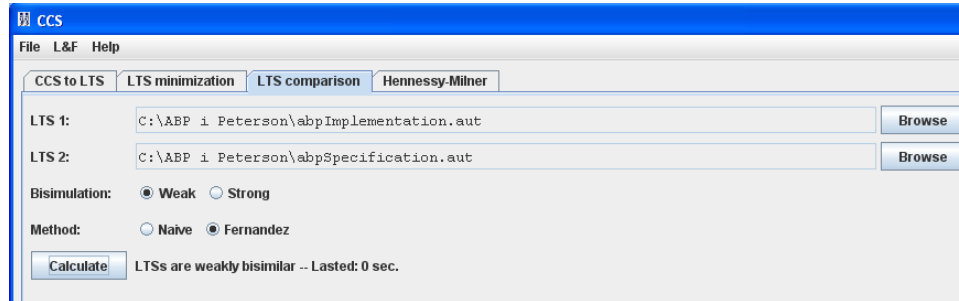 CCS
File L&F Help
CCS to LTS LTS minimization LTS comparison Hennessy-Milner
LTS 1: C:\ABP i Peterson\abpImplementation.aut Browse
LTS 2: C:\ABP i Peterson\abpSpecification.aut Browse
Bisimulation: Weak Strong
Method: Naive Fernandez
Calculate LTSs are weakly bisimilar -- Lasted: 0 sec.